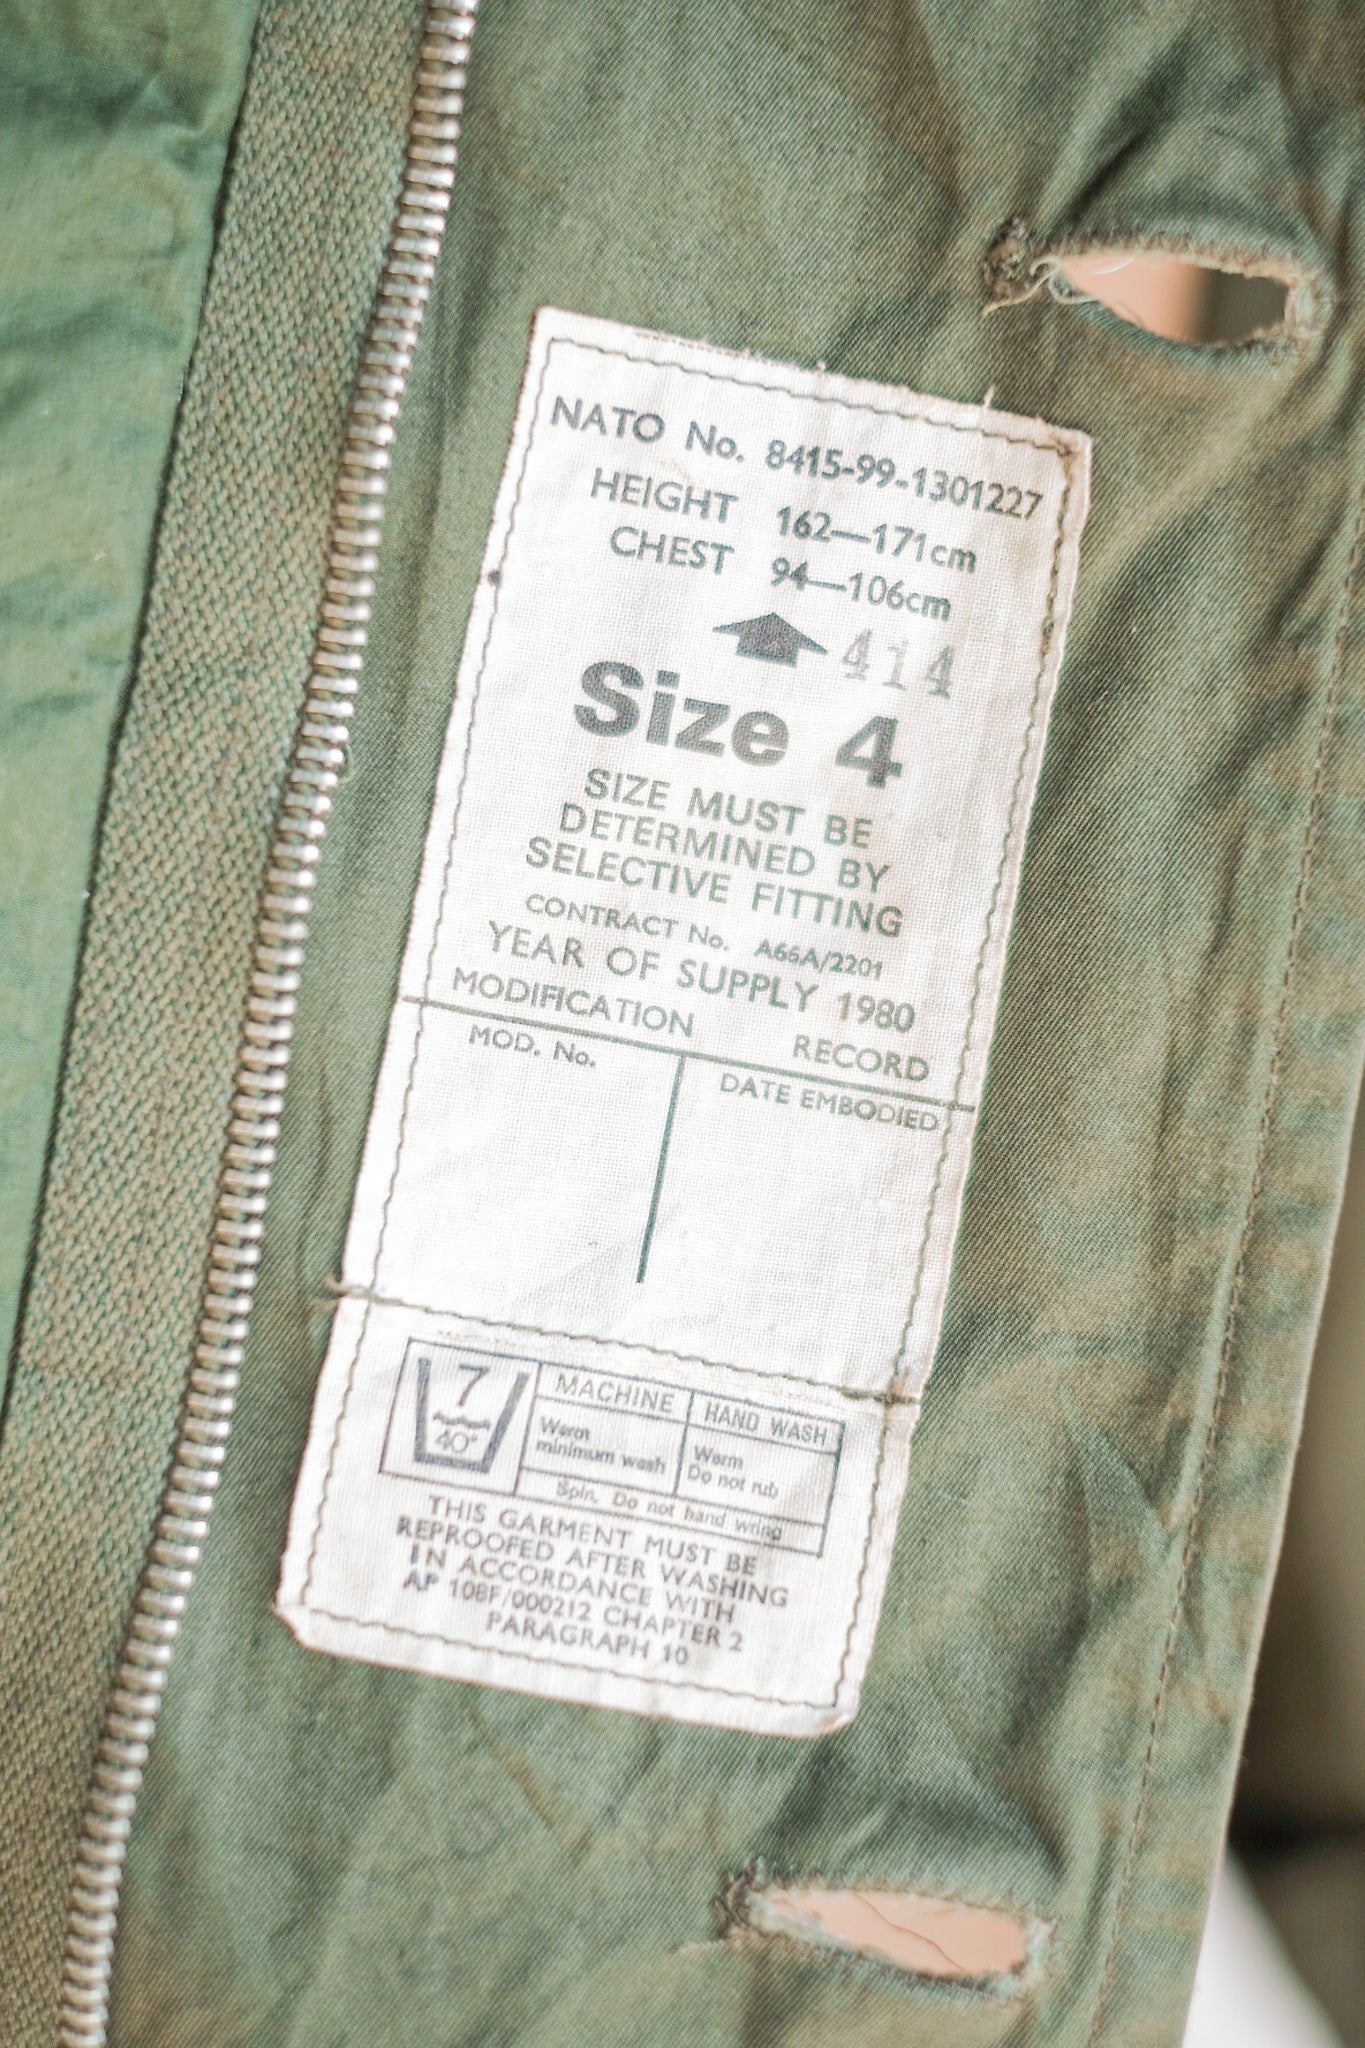 NATO No. 8415-99-1301227
HEIGHT 162—171cm
CHEST 94—106cm
414
Size 4
SIZE MUST BE
DETERMINED BY
SELECTIVE FITTING
CONTRACT No. A66A/2201
YEAR OF SUPPLY 1980
MODIFICATION RECORD
MOD. No. DATE EMBODIED
7 MACHINE HAND WASH
40° Warm Warm
minimum wash Do not rub
Spin. Do not hand wring
THIS GARMENT MUST BE
REPROOFED AFTER WASHING
IN ACCORDANCE WITH
AP 108F/000212 CHAPTER 2
PARAGRAPH 10